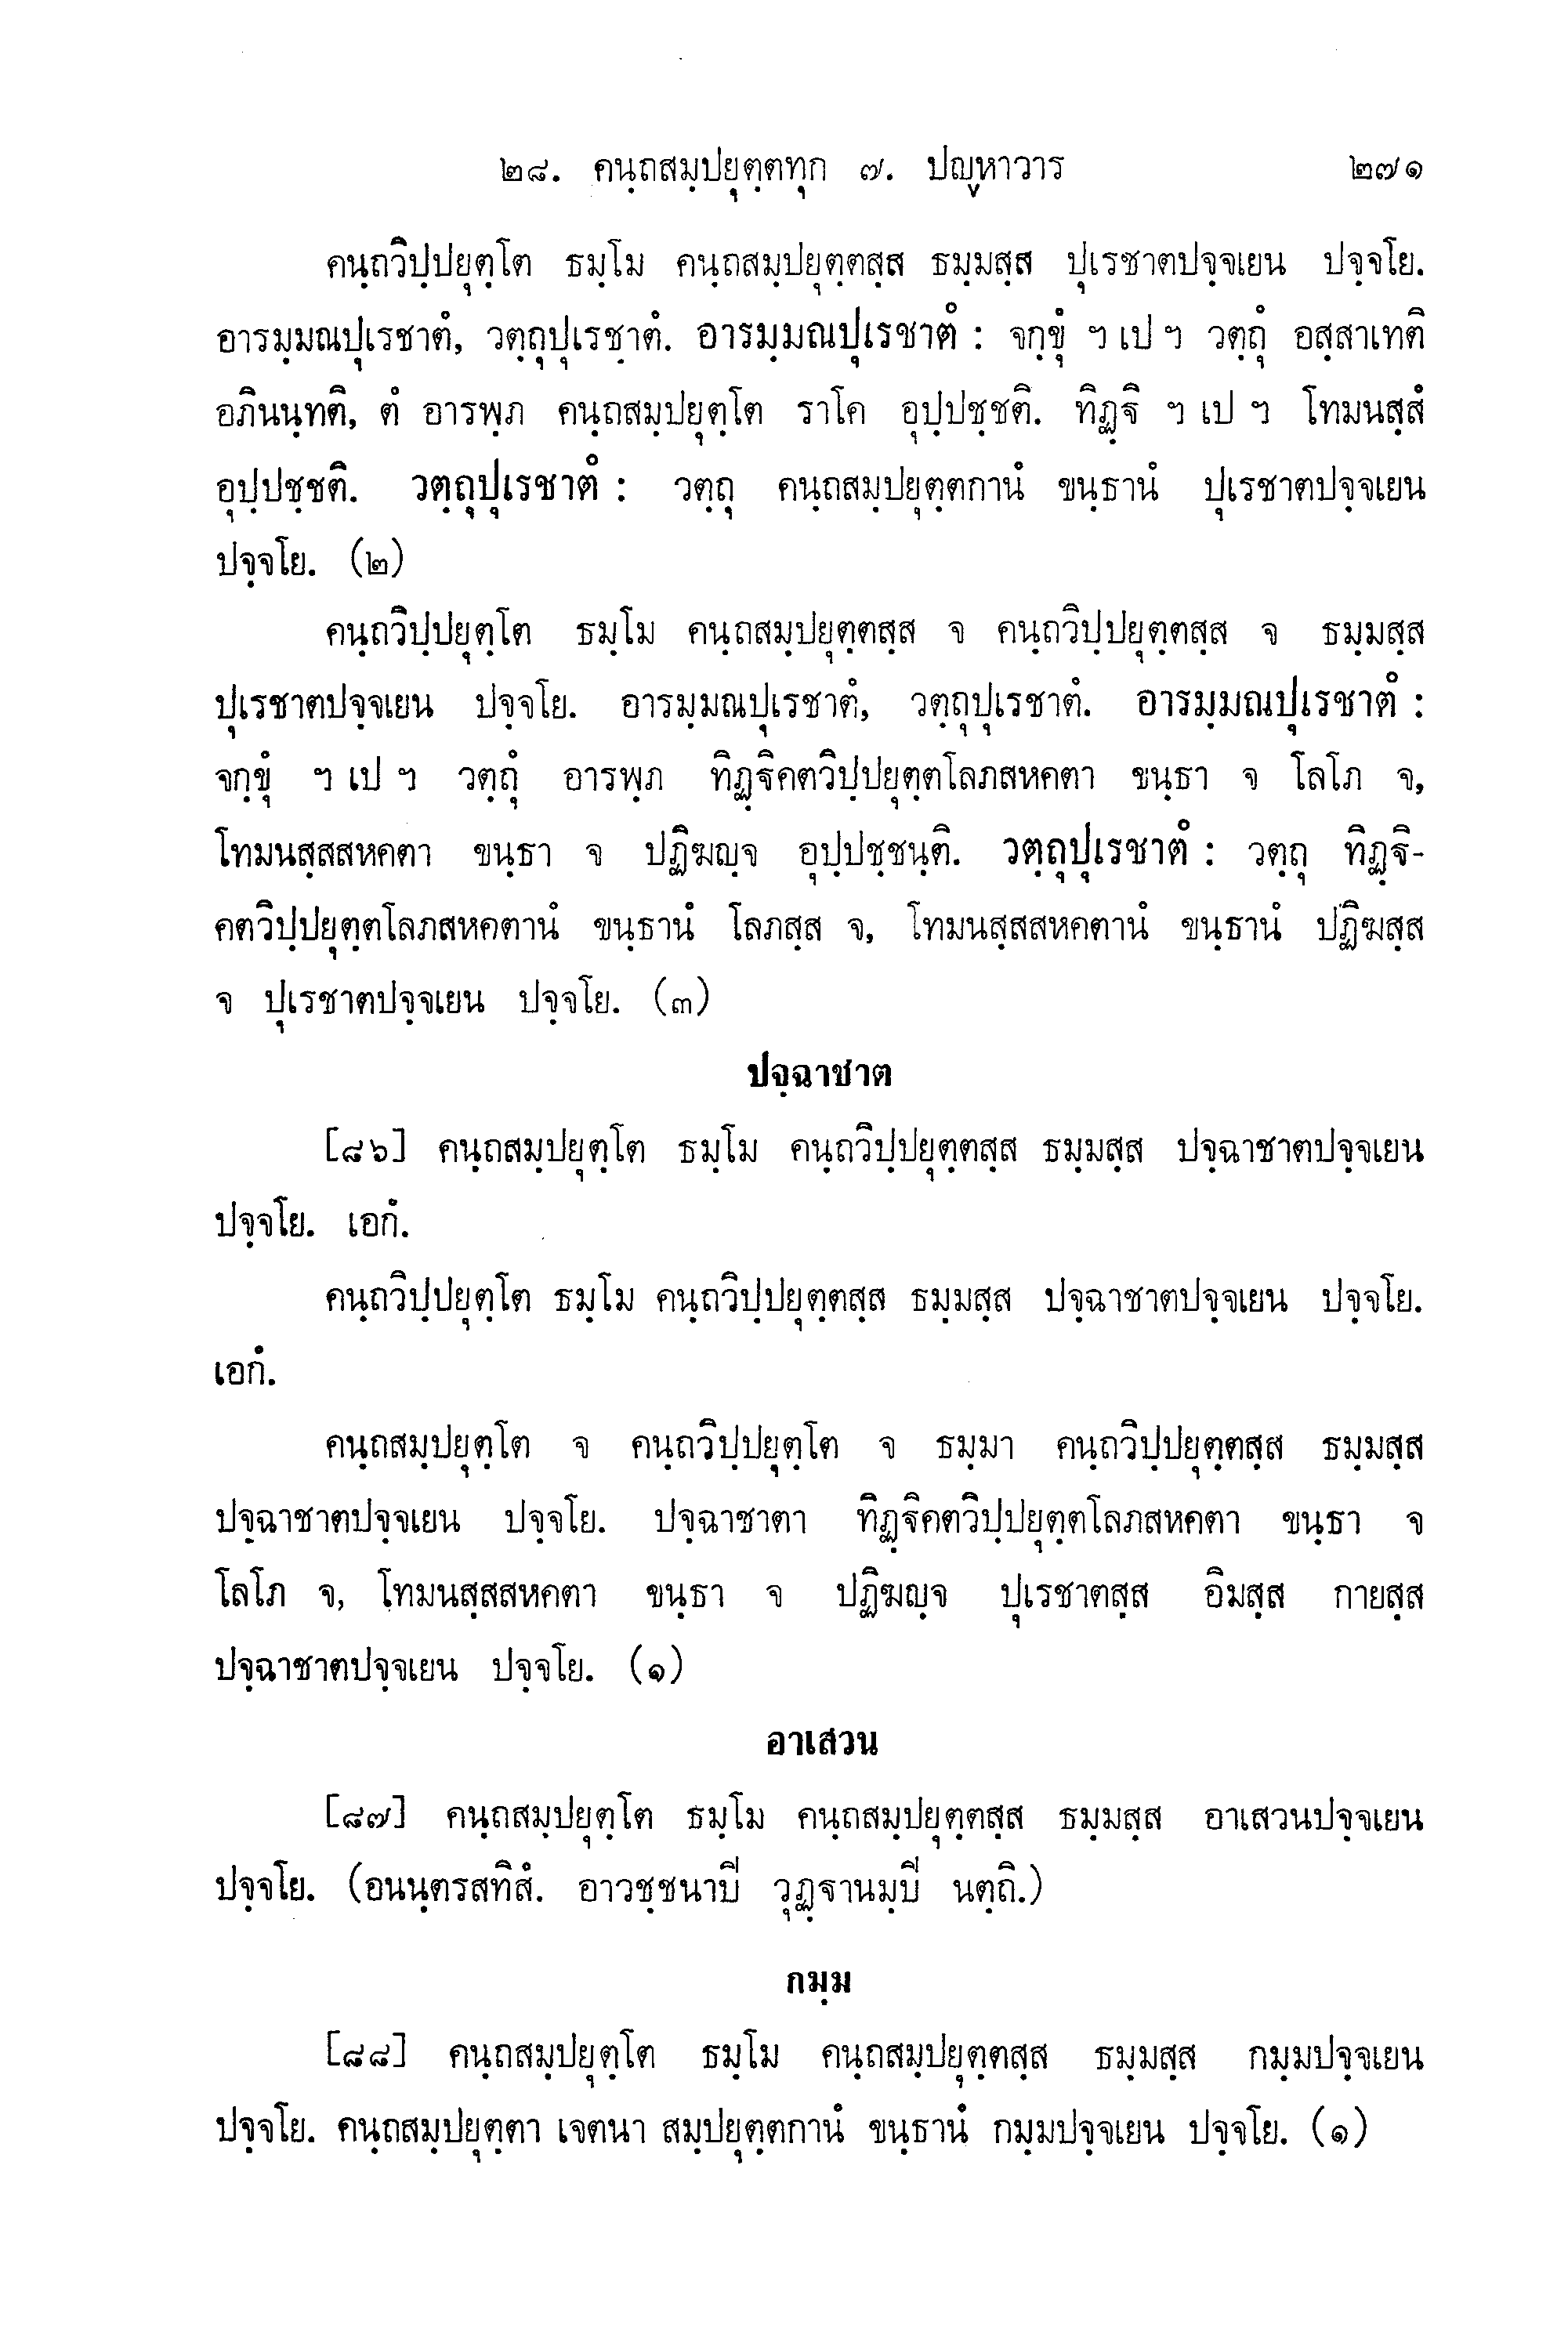 ๒๘. คนฺถสมฺปยุตฺตทุก ๗. ปญฺหาวาร ๒๗๑
คนฺถวิปฺปยุตฺโต ธมฺโม คนฺถสมฺปยุตฺตสฺส ธมฺมสฺส ปุเรชาตปจฺจเยน ปจฺจโย.
อารมฺมณปุเรชาตํ, วตฺถุปุเรชาตํ. อารมฺมณปุเรชาตํ : จกฺขุํ ฯ เป ฯ วตฺถุํ อสฺสาเทติ
อภินนฺทติ, ตํ อารพฺภ คนฺถสมฺปยุตฺโต ราโค อุปฺปชฺชติ. ทิฏฺฐิ ฯ เป ฯ โทมนสฺสํ
อุปฺปชฺชติ. วตฺถุปุเรชาตํ : วตฺถุ คนฺถสมฺปยุตฺตกานํ ขนฺธานํ ปุเรชาตปจฺจเยน
ปจฺจโย. (๒)
คนฺถวิปฺปยุตฺโต ธมฺโม คนฺถสมฺปยุตฺตสฺส จ คนฺถวิปฺปยุตฺตสฺส จ ธมฺมสฺส
ปุเรชาตปจฺจเยน ปจฺจโย. อารมฺมณปุเรชาตํ, วตฺถุปุเรชาตํ. อารมฺมณปุเรชาตํ :
จกฺขุํ ฯ เป ฯ วตฺถุํ อารพฺภ ทิฏฺฐิคตวิปฺปยุตฺตโลภสหคตา ขนฺธา จ โลโภ จ,
โทมนสฺสสหคตา ขนฺธา จ ปฏิฆญฺจ อุปฺปชฺชนฺติ. วตฺถุปุเรชาตํ : วตฺถุ ทิฏฺฐิ-
คตวิปฺปยุตฺตโลภสหคตานํ ขนฺธานํ โลภสฺส จ, โทมนสฺสสหคตานํ ขนฺธานํ ปฏิฆสฺส
จ ปุเรชาตปจฺจเยน ปจฺจโย. (๓)
ปจฺฉาชาต
[๘๖] คนฺถสมฺปยุตฺโต ธมฺโม คนฺถวิปฺปยุตฺตสฺส ธมฺมสฺส ปจฺฉาชาตปจฺจเยน
ปจฺจโย. เอกํ.
คนฺถวิปฺปยุตฺโต ธมฺโม คนฺถวิปฺปยุตฺตสฺส ธมฺมสฺส ปจฺฉาชาตปจฺจเยน ปจฺจโย.
เอกํ.
คนฺถสมฺปยุตฺโต จ คนฺถวิปฺปยุตฺโต จ ธมฺมา คนฺถวิปฺปยุตฺตสฺส ธมฺมสฺส
ปจฺฉาชาตปจฺจเยน ปจฺจโย. ปจฺฉาชาตา ทิฏฺฐิคตวิปฺปยุตฺตโลภสหคตา ขนฺธา จ
โลโภ จ, โทมนสฺสสหคตา ขนฺธา จ ปฏิฆญฺจ ปุเรชาตสฺส อิมสฺส กายสฺส
ปจฺฉาชาตปจฺจเยน ปจฺจโย. (๑)
อาเสวน
[๘๗] คนฺถสมฺปยุตฺโต ธมฺโม คนฺถสมฺปยุตฺตสฺส ธมฺมสฺส อาเสวนปจฺจเยน
ปจฺจโย. (อนนฺตรสทิสํ. อาวชฺชนาปี วุฏฺฐานมฺปี นตฺถิ.)
กมฺม
[๘๘] คนฺถสมฺปยุตฺโต ธมฺโม คนฺถสมฺปยุตฺตสฺส ธมฺมสฺส กมฺมปจฺจเยน
ปจฺจโย. คนฺถสมฺปยุตฺตา เจตนา สมฺปยุตฺตกานํ ขนฺธานํ กมฺมปจฺจเยน ปจฺจโย. (๑)